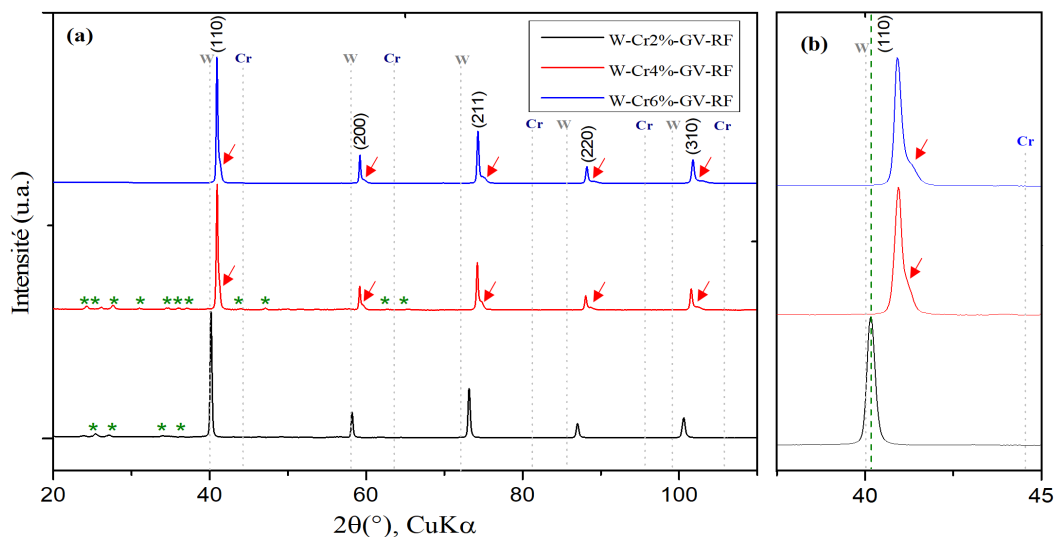 (a)
(110)
W
Cr
W
Cr
W
W-Cr2%-GV-RF
W-Cr4%-GV-RF
W-Cr6%-GV-RF
Cr
W
Cr
W
Cr
(200)
(211)
(220)
(310)
* * * * * * * * * * *
* * * *
Intensité (u.a.)
20
40
60
80
100
2θ(°), CuKα
(b)
(110)
W
Cr
40
45